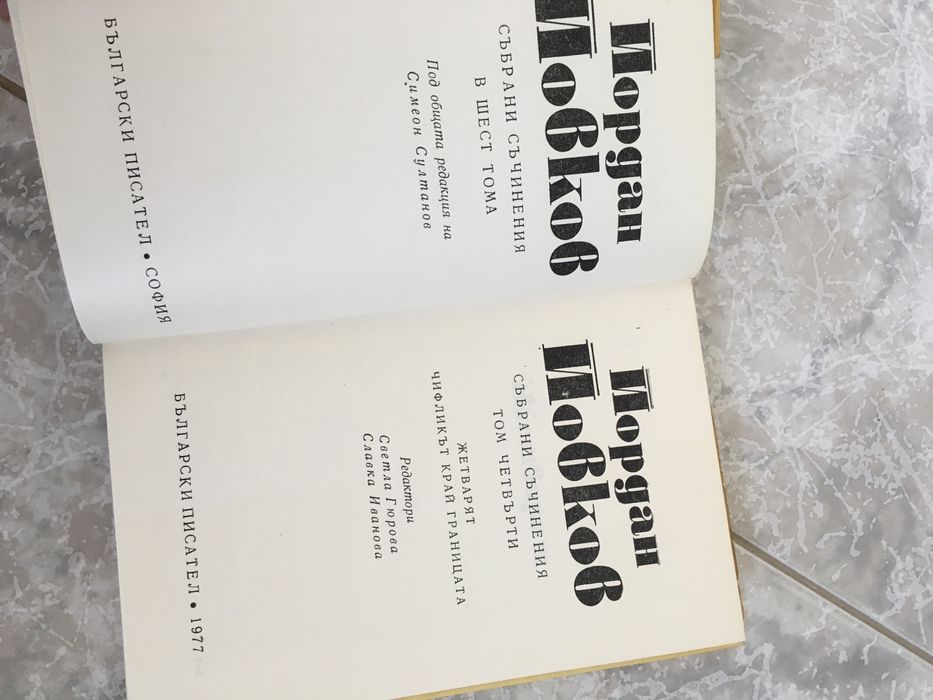 Йордан
Йовков
СЪБРАНИ СЪЧИНЕНИЯ
В ШЕСТ ТОМА
Под общата редакция на
Симеон Султанов
БЪЛГАРСКИ ПИСАТЕЛ • СОФИЯ
Йордан
Йовков
СЪБРАНИ СЪЧИНЕНИЯ
ТОМ ЧЕТВЪРТИ
ЖЕТВАРЯТ
ЧИФЛИКЪТ КРАЙ ГРАНИЦАТА
Редактори
Светла Гюрова
Славка Иванова
БЪЛГАРСКИ ПИСАТЕЛ • 1977